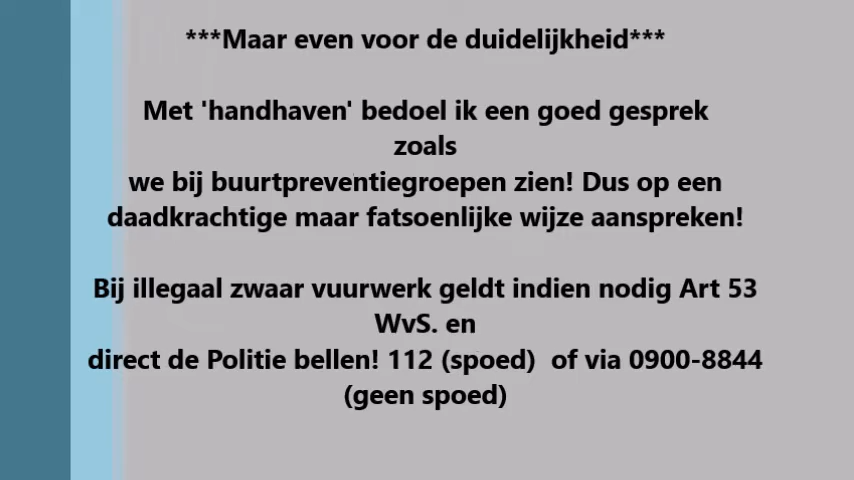 ***Maar even voor de duidelijkheid***
Met 'handhaven' bedoel ik een goed gesprek
zoals
we bij buurtpreventiegroepen zien! Dus op een
daadkrachtige maar fatsoenlijke wijze aanspreken!
Bij illegaal zwaar vuurwerk geldt indien nodig Art 53
WvS. en
direct de Politie bellen! 112 (spoed)  of via 0900-8844
(geen spoed)